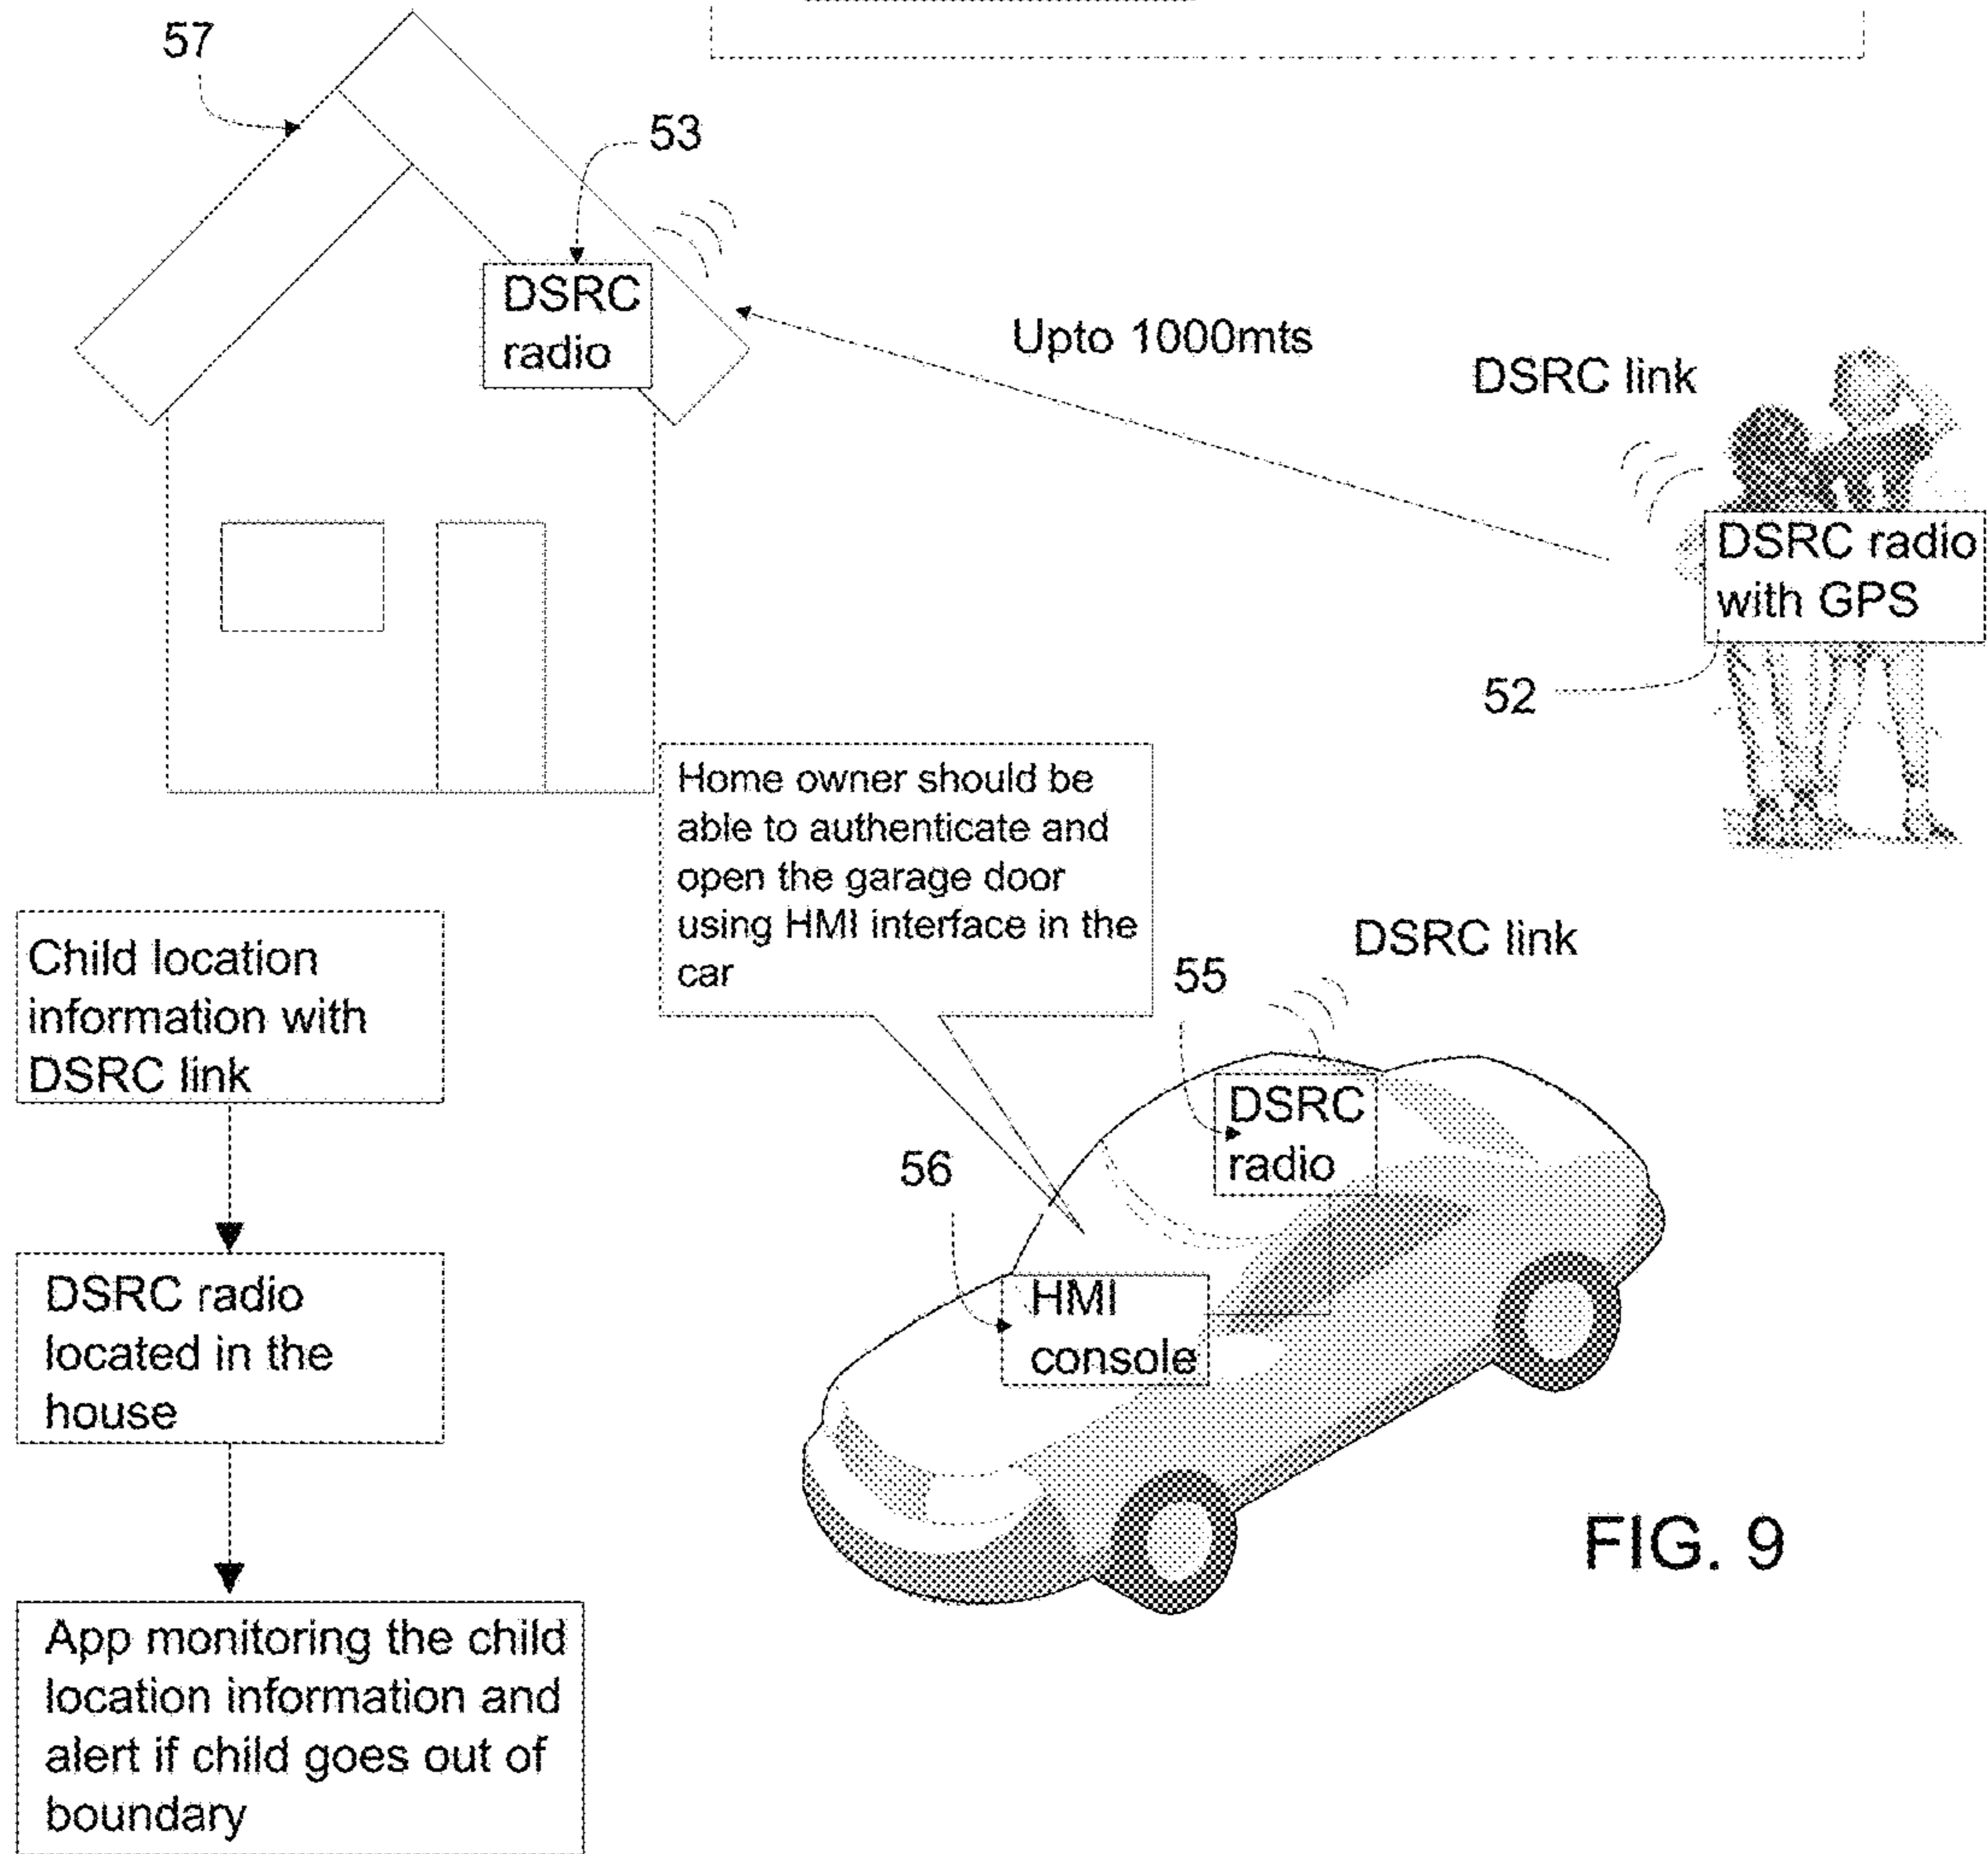 57
53
DSRC
radio
Upto 1000mts
DSRC link
DSRC radio
with GPS
52
Home owner should be
able to authenticate and
open the garage door
using HMI interface in the
car
Child location
information with
DSRC link
DSRC link
55
DSRC
radio
56
HMI
console
DSRC radio
located in the
house
App monitoring the child
location information and
alert if child goes out of
boundary
FIG. 9